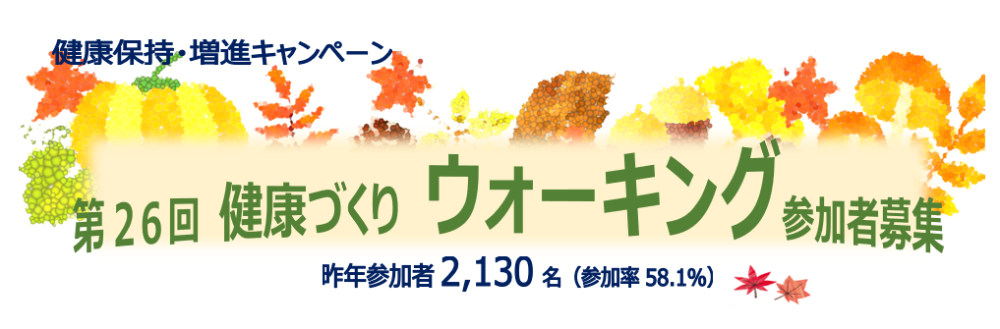 健康保持・増進キャンペーン
第26回 健康づくり ウォーキング 参加者募集
昨年参加者 2,130 名（参加率 58.1%）